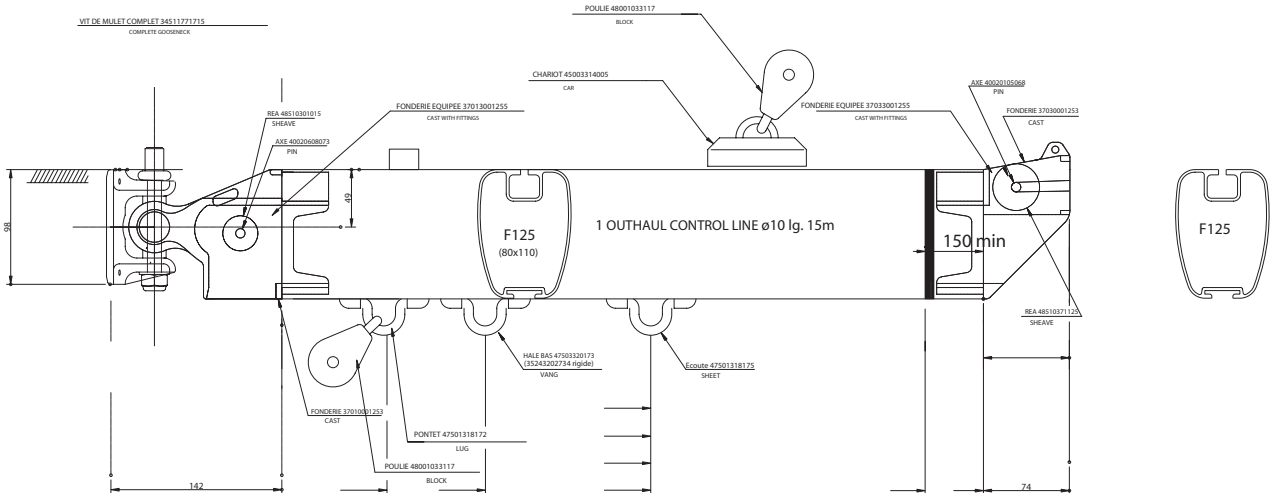 VIT DE MULET COMPLET 34511771715
COMPLETE GOOSENECK
POULIE 48001033117
BLOCK
CHARIOT 45003314005
CAR
REA 48510301015
SHEAVE
AXE 40020608073
PIN
FONDERIE EQUIPEE 37013001255
CAST WITH FITTINGS
FONDERIE EQUIPEE 37033001255
CAST WITH FITTINGS
AXE 40020105068
PIN
FONDERIE 37030001253
CAST
98
49
F125
(80x110)
1 OUTHAUL CONTROL LINE ø10 lg. 15m
150 min
F125
REA 48510371125
SHEAVE
HALE BAS 47503320173
(35243202734 rigide)
VANG
Ecoute 47501318175
SHEET
FONDERIE 37010001253
CAST
PONTET 47501318172
LUG
POULIE 48001033117
BLOCK
142
74